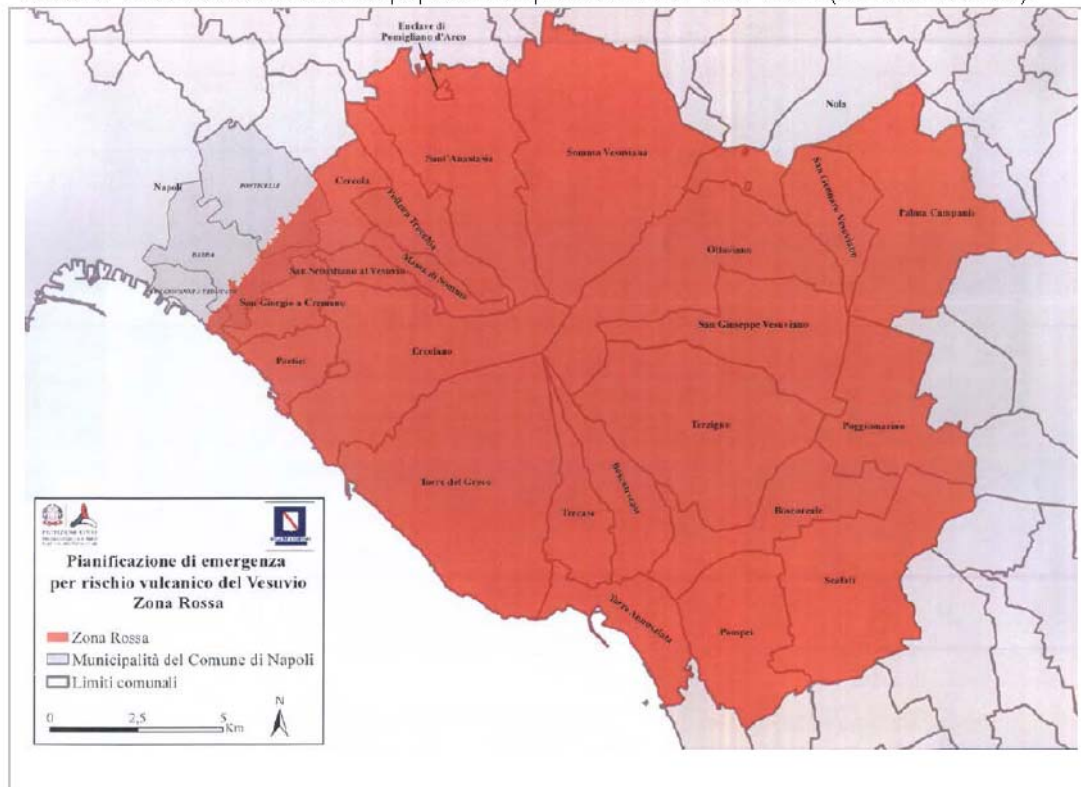 Enclave di
Pomigliano d'Arco
Nola
Sant'Anastasia
Somma Vesuviana
San Gennaro Vesuviano
Palma Campania
Cercola
Napoli
PONTICELLI
Pollena Trocchia
Massa di Somma
Ottaviano
BARRA
San Sebastiano al Vesuvio
San Giorgio a Cremano
San Giuseppe Vesuviano
Ercolano
Portici
Terzigno
Poggiomarino
Torre del Greco
Trecase
Boscotrecase
Boscoreale
Scafati
Torre Annunziata
Pompei
Pianificazione di emergenza
per rischio vulcanico del Vesuvio
Zona Rossa
Zona Rossa
Municipalità del Comune di Napoli
Limiti comunali
0 2,5 5
Km
N